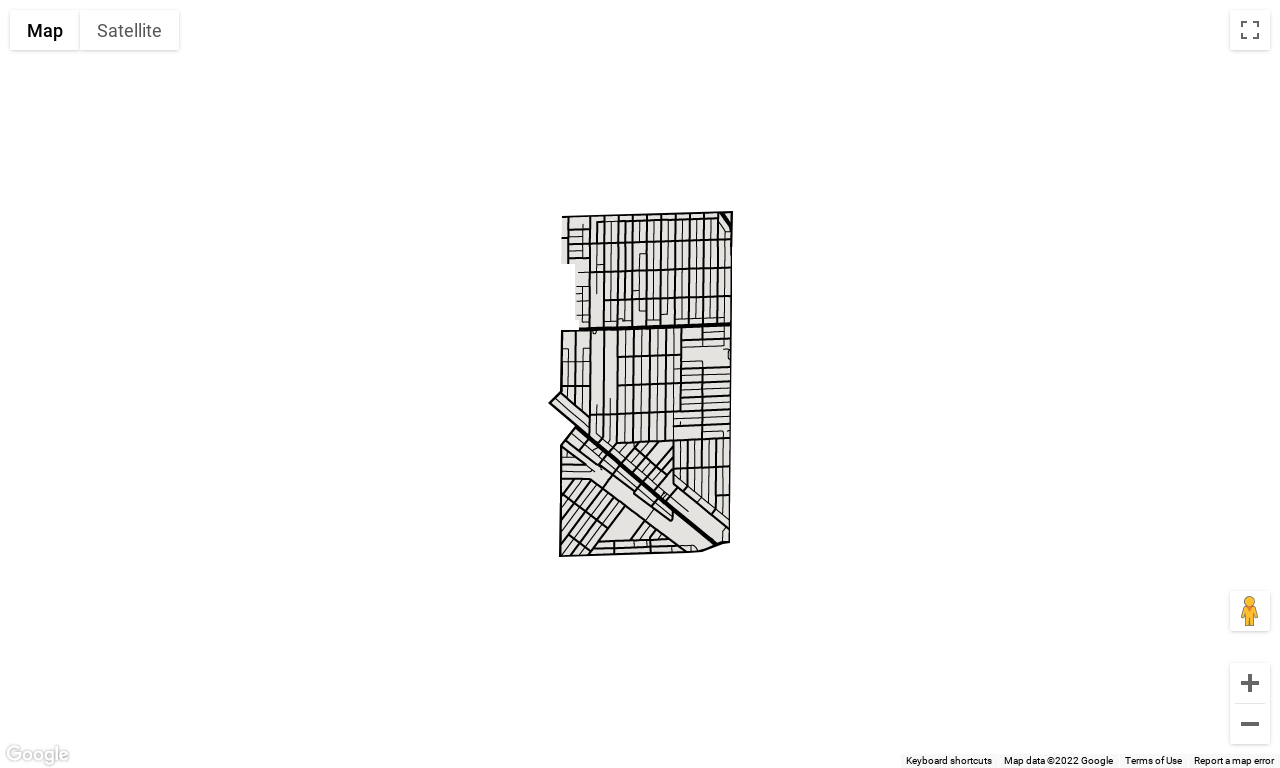 Map Satellite
Google
Keyboard shortcuts Map data ©2022 Google Terms of Use Report a map error